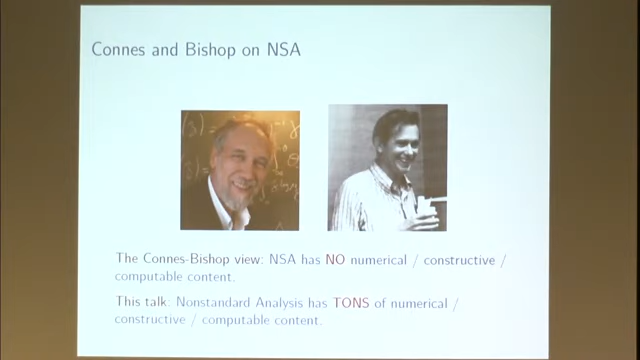 Connes and Bishop on NSA
The Connes-Bishop view: NSA has NO numerical / constructive /
computable content.
This talk: Nonstandard Analysis has TONS of numerical /
constructive / computable content.